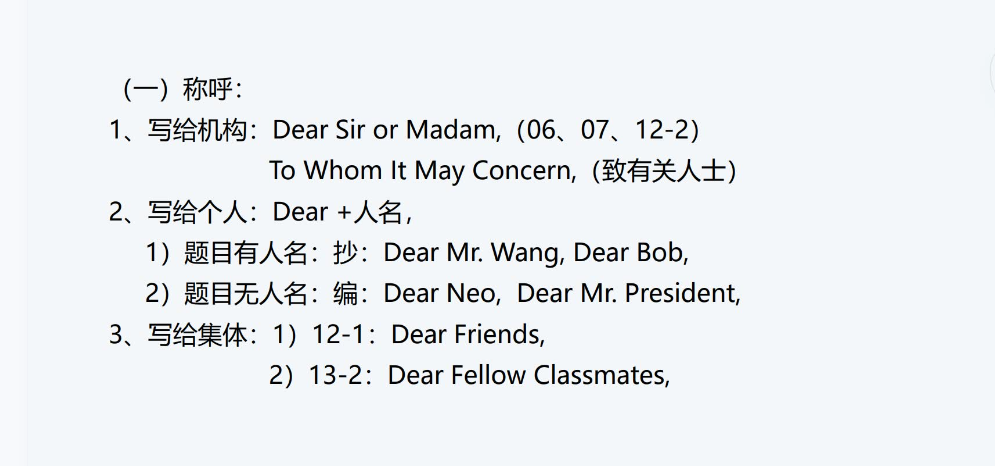 （一）称呼：
1、写给机构：Dear Sir or Madam,（06、07、12-2）
To Whom It May Concern,（致有关人士）
2、写给个人：Dear +人名，
1）题目有人名：抄：Dear Mr. Wang, Dear Bob,
2）题目无人名：编：Dear Neo,  Dear Mr. President,
3、写给集体：1）12-1：Dear Friends,
2）13-2：Dear Fellow Classmates,